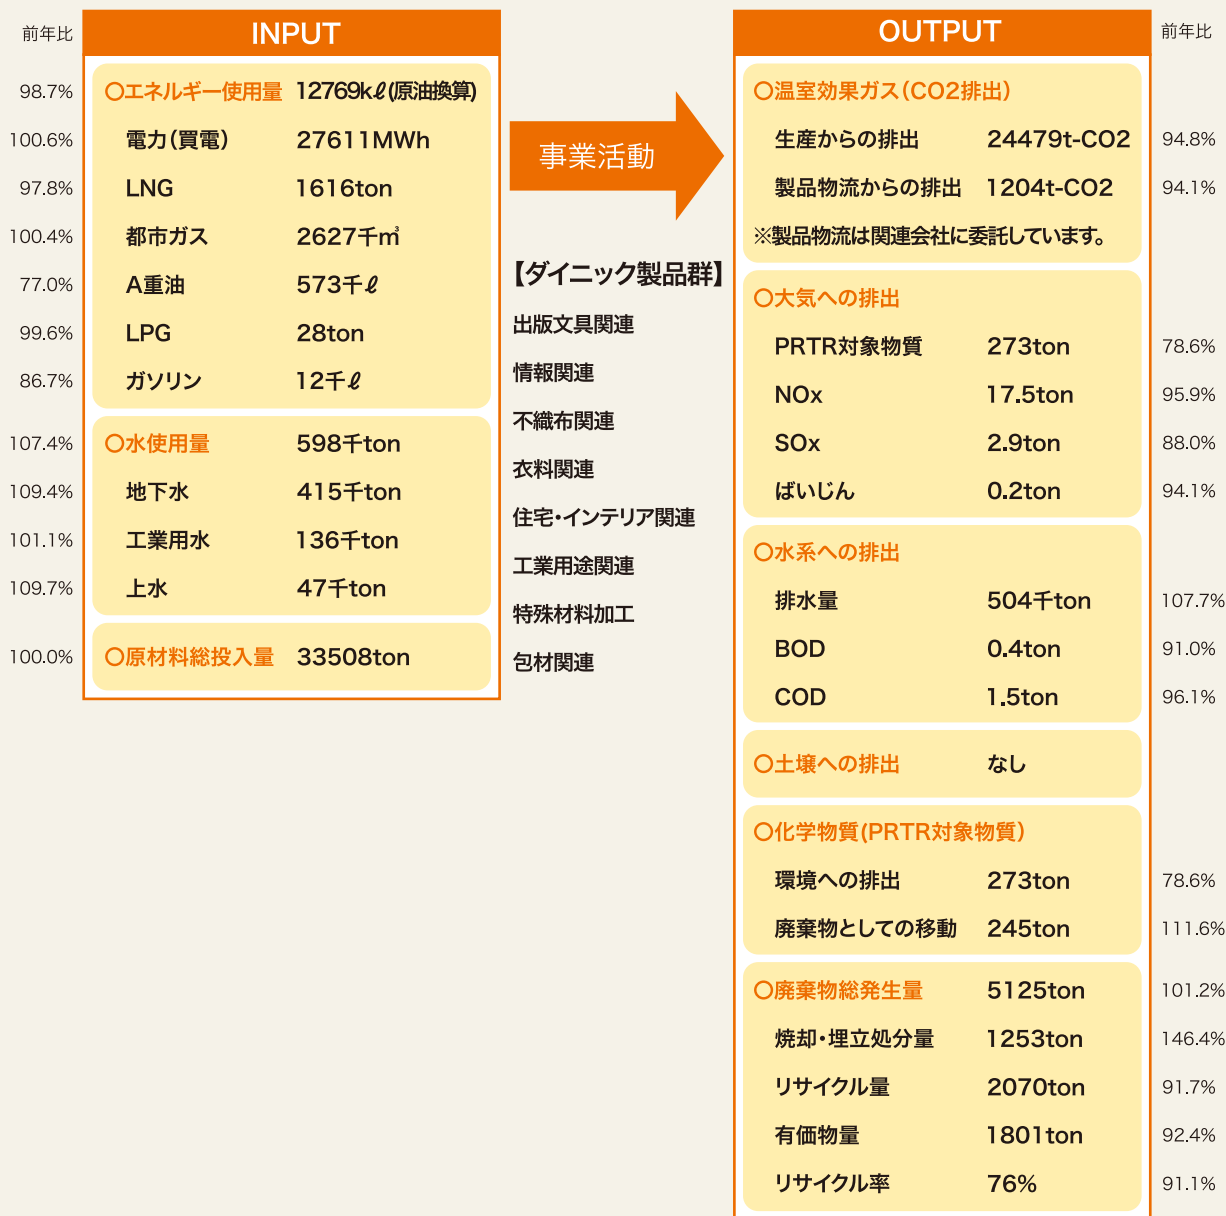 前年比
INPUT
98.7% 〇エネルギー使用量 12769kℓ(原油換算)
100.6% 電力(買電) 27611MWh
97.8% LNG 1616ton
100.4% 都市ガス 2627千㎥
77.0% A重油 573千ℓ
99.6% LPG 28ton
86.7% ガソリン 12千ℓ
107.4% 〇水使用量 598千ton
109.4% 地下水 415千ton
101.1% 工業用水 136千ton
109.7% 上水 47千ton
100.0% 〇原材料総投入量 33508ton
事業活動
【ダイニック製品群】
出版文具関連
情報関連
不織布関連
衣料関連
住宅・インテリア関連
工業用途関連
特殊材料加工
包材関連
OUTPUT
前年比
〇温室効果ガス(CO2排出)
生産からの排出 24479t-CO2 94.8%
製品物流からの排出 1204t-CO2 94.1%
※製品物流は関連会社に委託しています。
〇大気への排出
PRTR対象物質 273ton 78.6%
NOx 17.5ton 95.9%
SOx 2.9ton 88.0%
ばいじん 0.2ton 94.1%
〇水系への排出
排水量 504千ton 107.7%
BOD 0.4ton 91.0%
COD 1.5ton 96.1%
〇土壌への排出 なし
〇化学物質(PRTR対象物質)
環境への排出 273ton 78.6%
廃棄物としての移動 245ton 111.6%
〇廃棄物総発生量 5125ton 101.2%
焼却・埋立処分量 1253ton 146.4%
リサイクル量 2070ton 91.7%
有価物量 1801ton 92.4%
リサイクル率 76% 91.1%